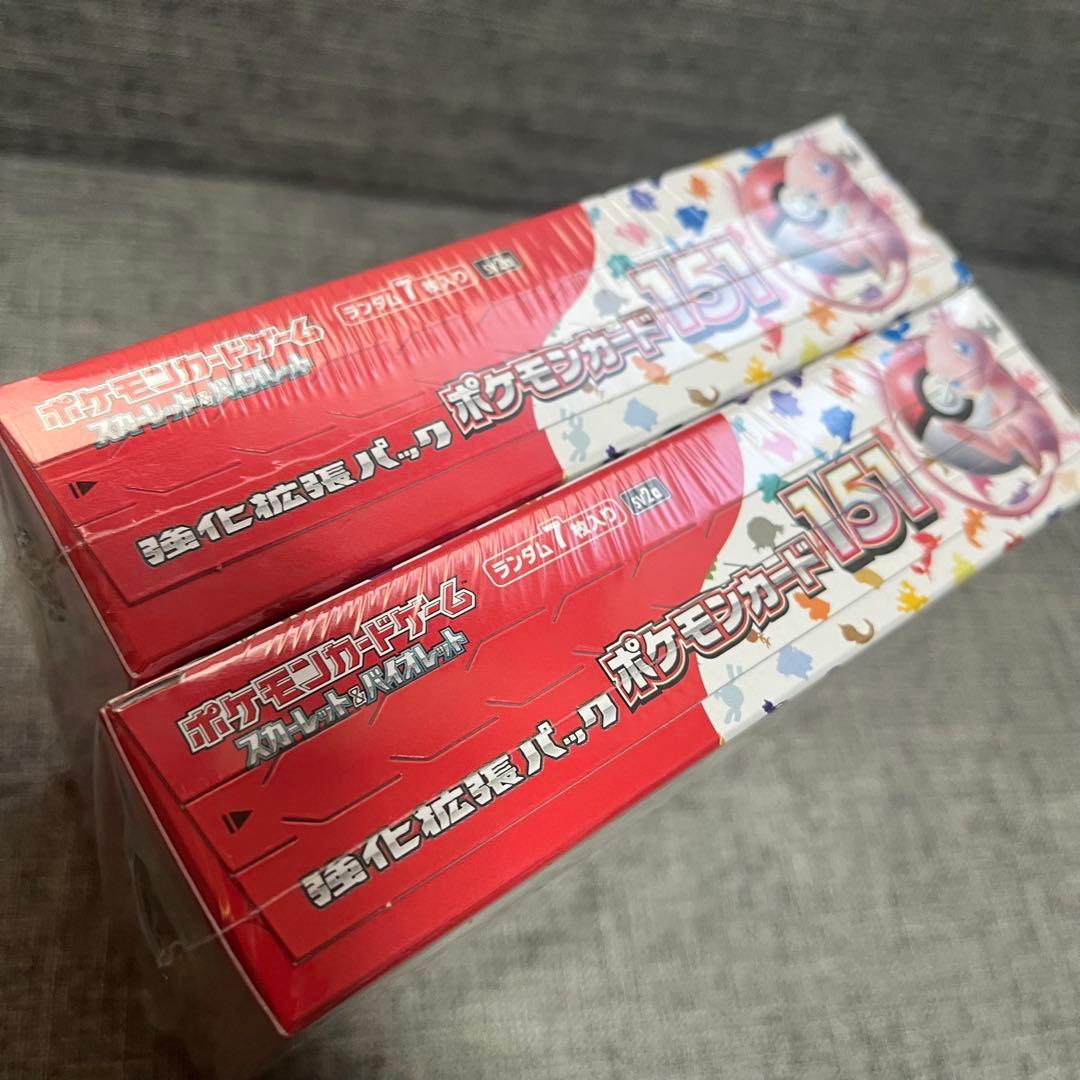 ポケモンカードゲーム
スカーレット&バイオレット
ランダム7枚入り
sv2a
強化拡張パック
ポケモンカード151
ポケモンカードゲーム
スカーレット&バイオレット
ランダム7枚入り
sv2a
強化拡張パック
ポケモンカード151